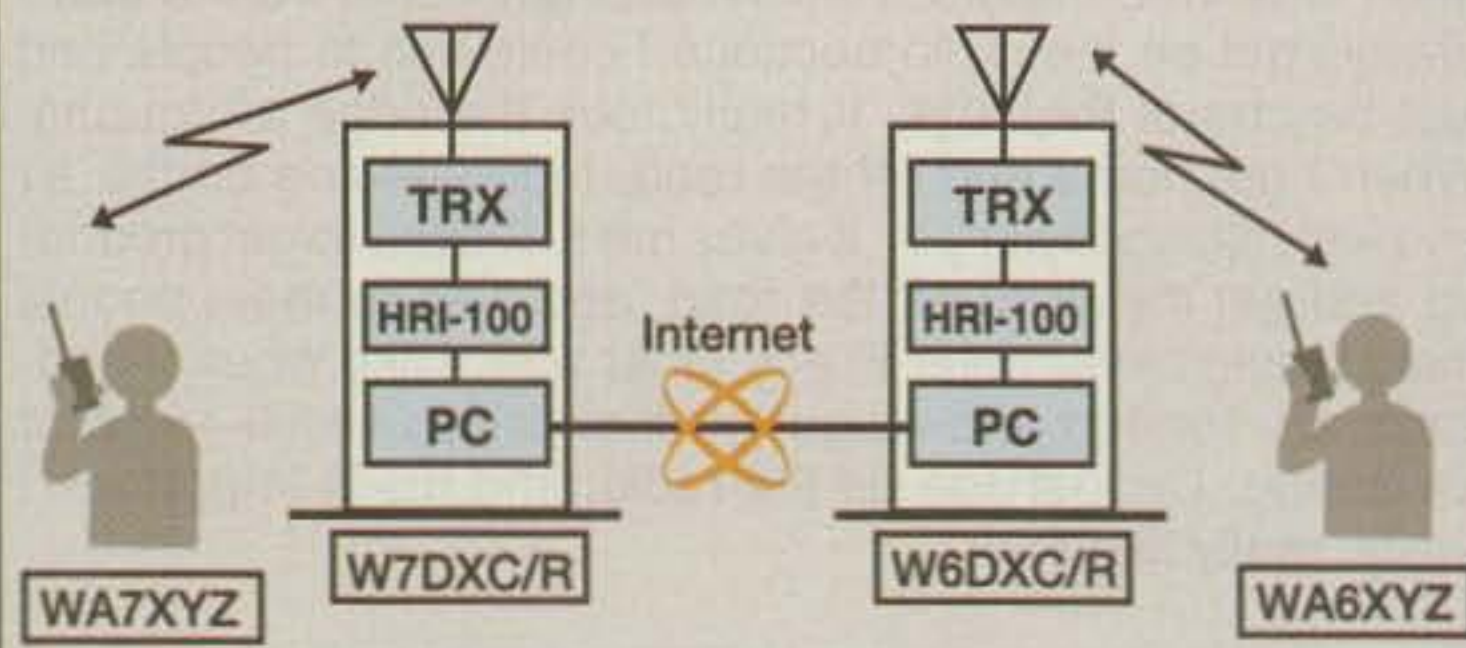 TRX
TRX
HRI-100
HRI-100
Internet
PC
PC
W7DXC/R
W6DXC/R
WA7XYZ
WA6XYZ